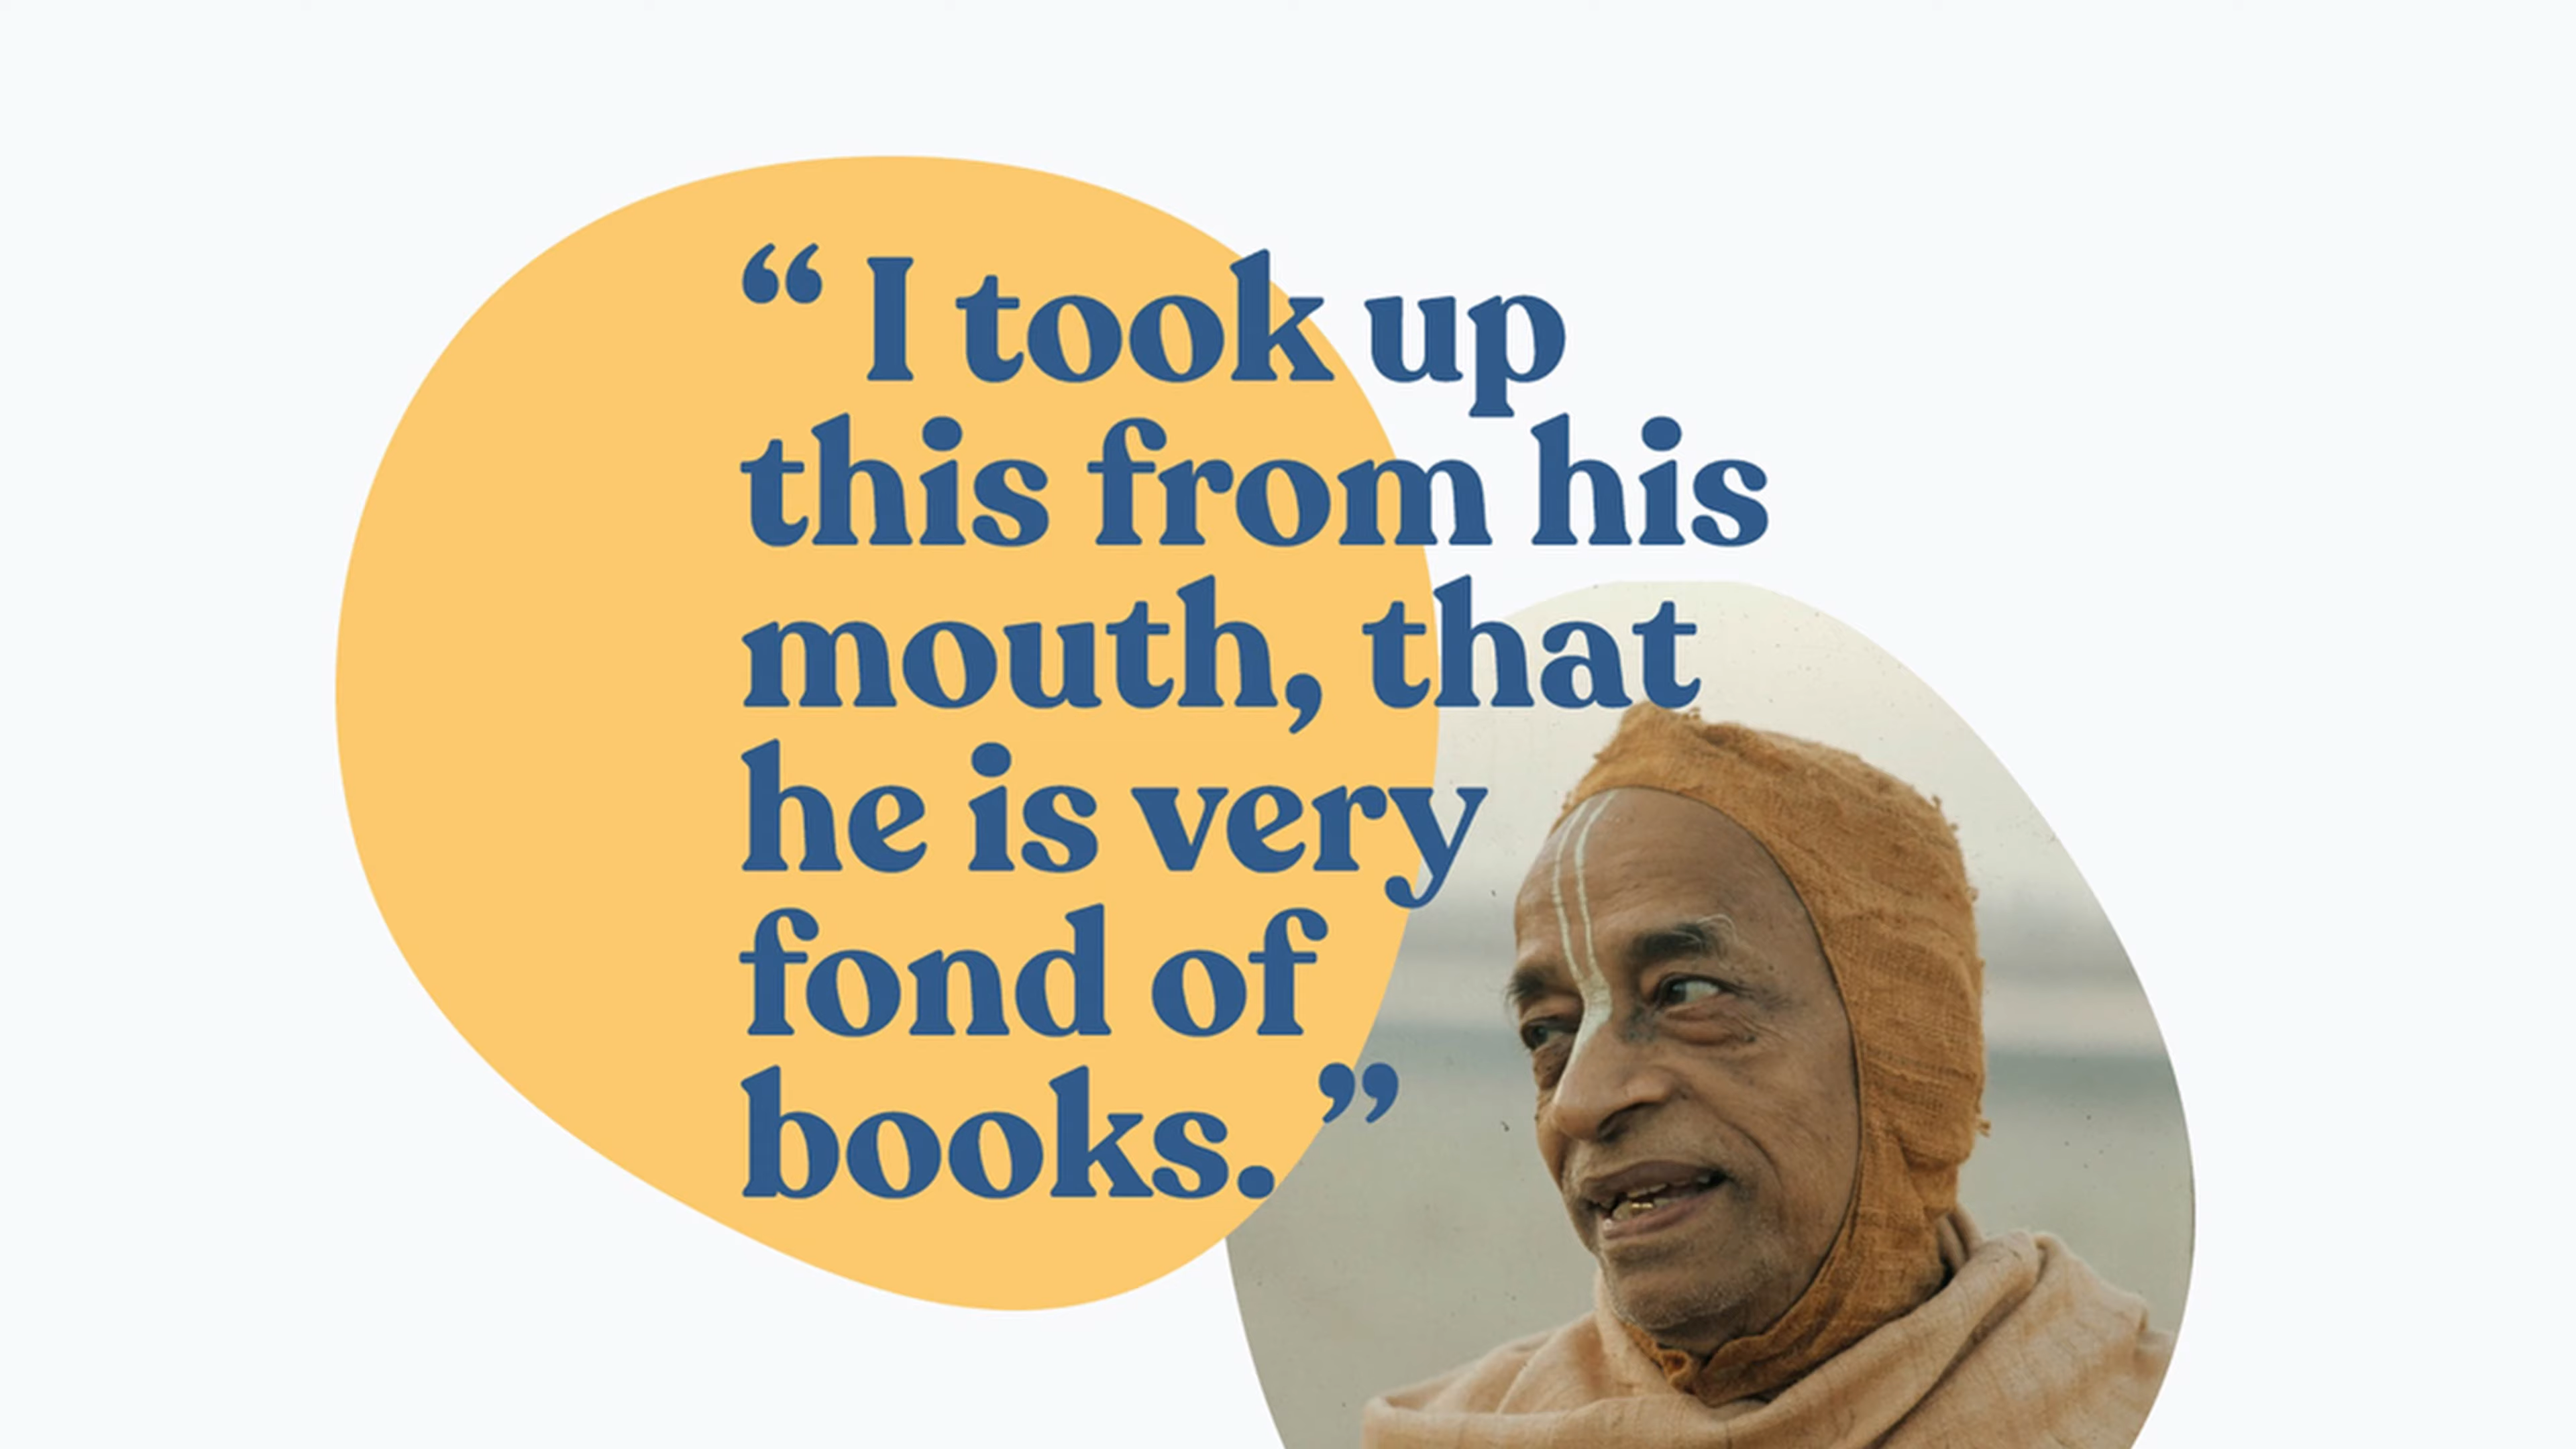 “ I took up
this from his
mouth, that
he is very
fond of
books. ”